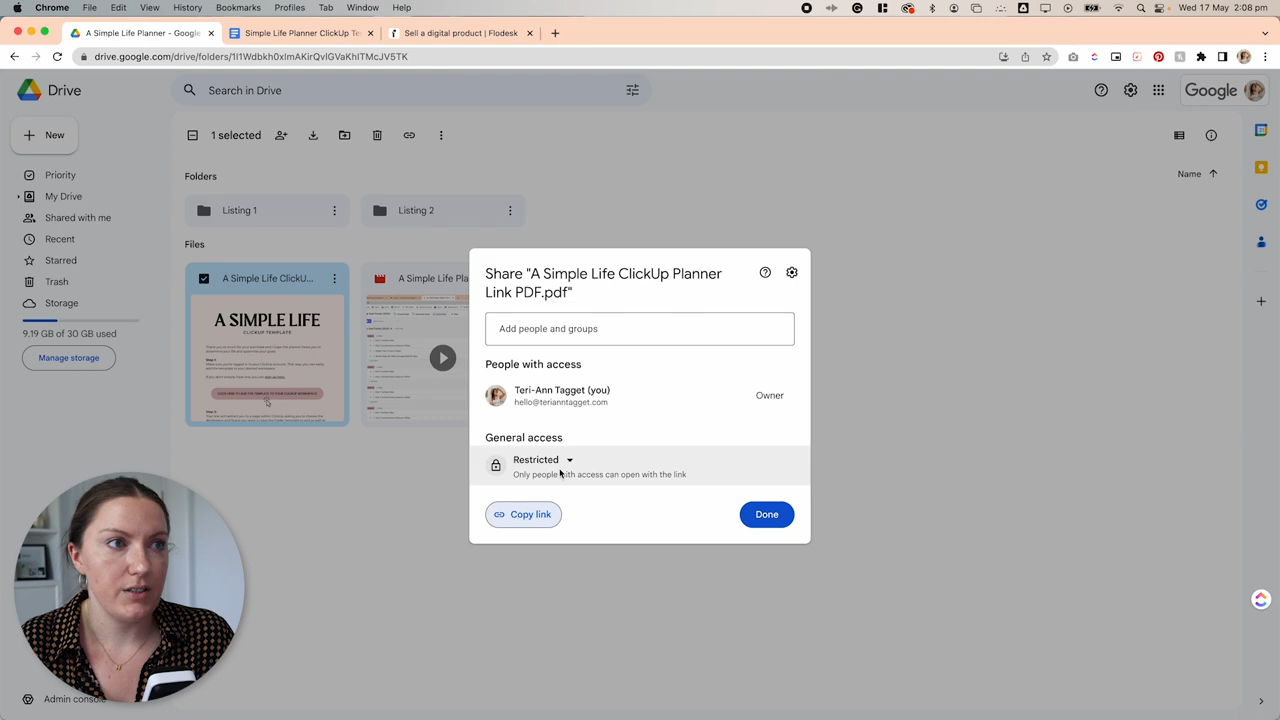 Chrome File Edit View History Bookmarks Profiles Tab Window Help Wed 17 May 2:08 pm
A Simple Life Planner - Google Simple Life Planner ClickUp Te Sell a digital product | Flodesk
drive.google.com/drive/folders/1I1Wdbkh0xlmAKirQvIGVaKhITMcJV5TK
Drive
Search in Drive
Google
New
1 selected
Priority
My Drive
Shared with me
Recent
Starred
Trash
Storage
9.19 GB of 30 GB used
Manage storage
Admin console
Folders
Name
Listing 1
Listing 2
Files
A Simple Life ClickU...
A Simple Life Pla
A SIMPLE LIFE
CLICKUP TEMPLATE
Share "A Simple Life ClickUp Planner
Link PDF.pdf"
Add people and groups
People with access
Teri-Ann Tagget (you)
hello@terianntagget.com
Owner
General access
Restricted
Only people with access can open with the link
Copy link
Done